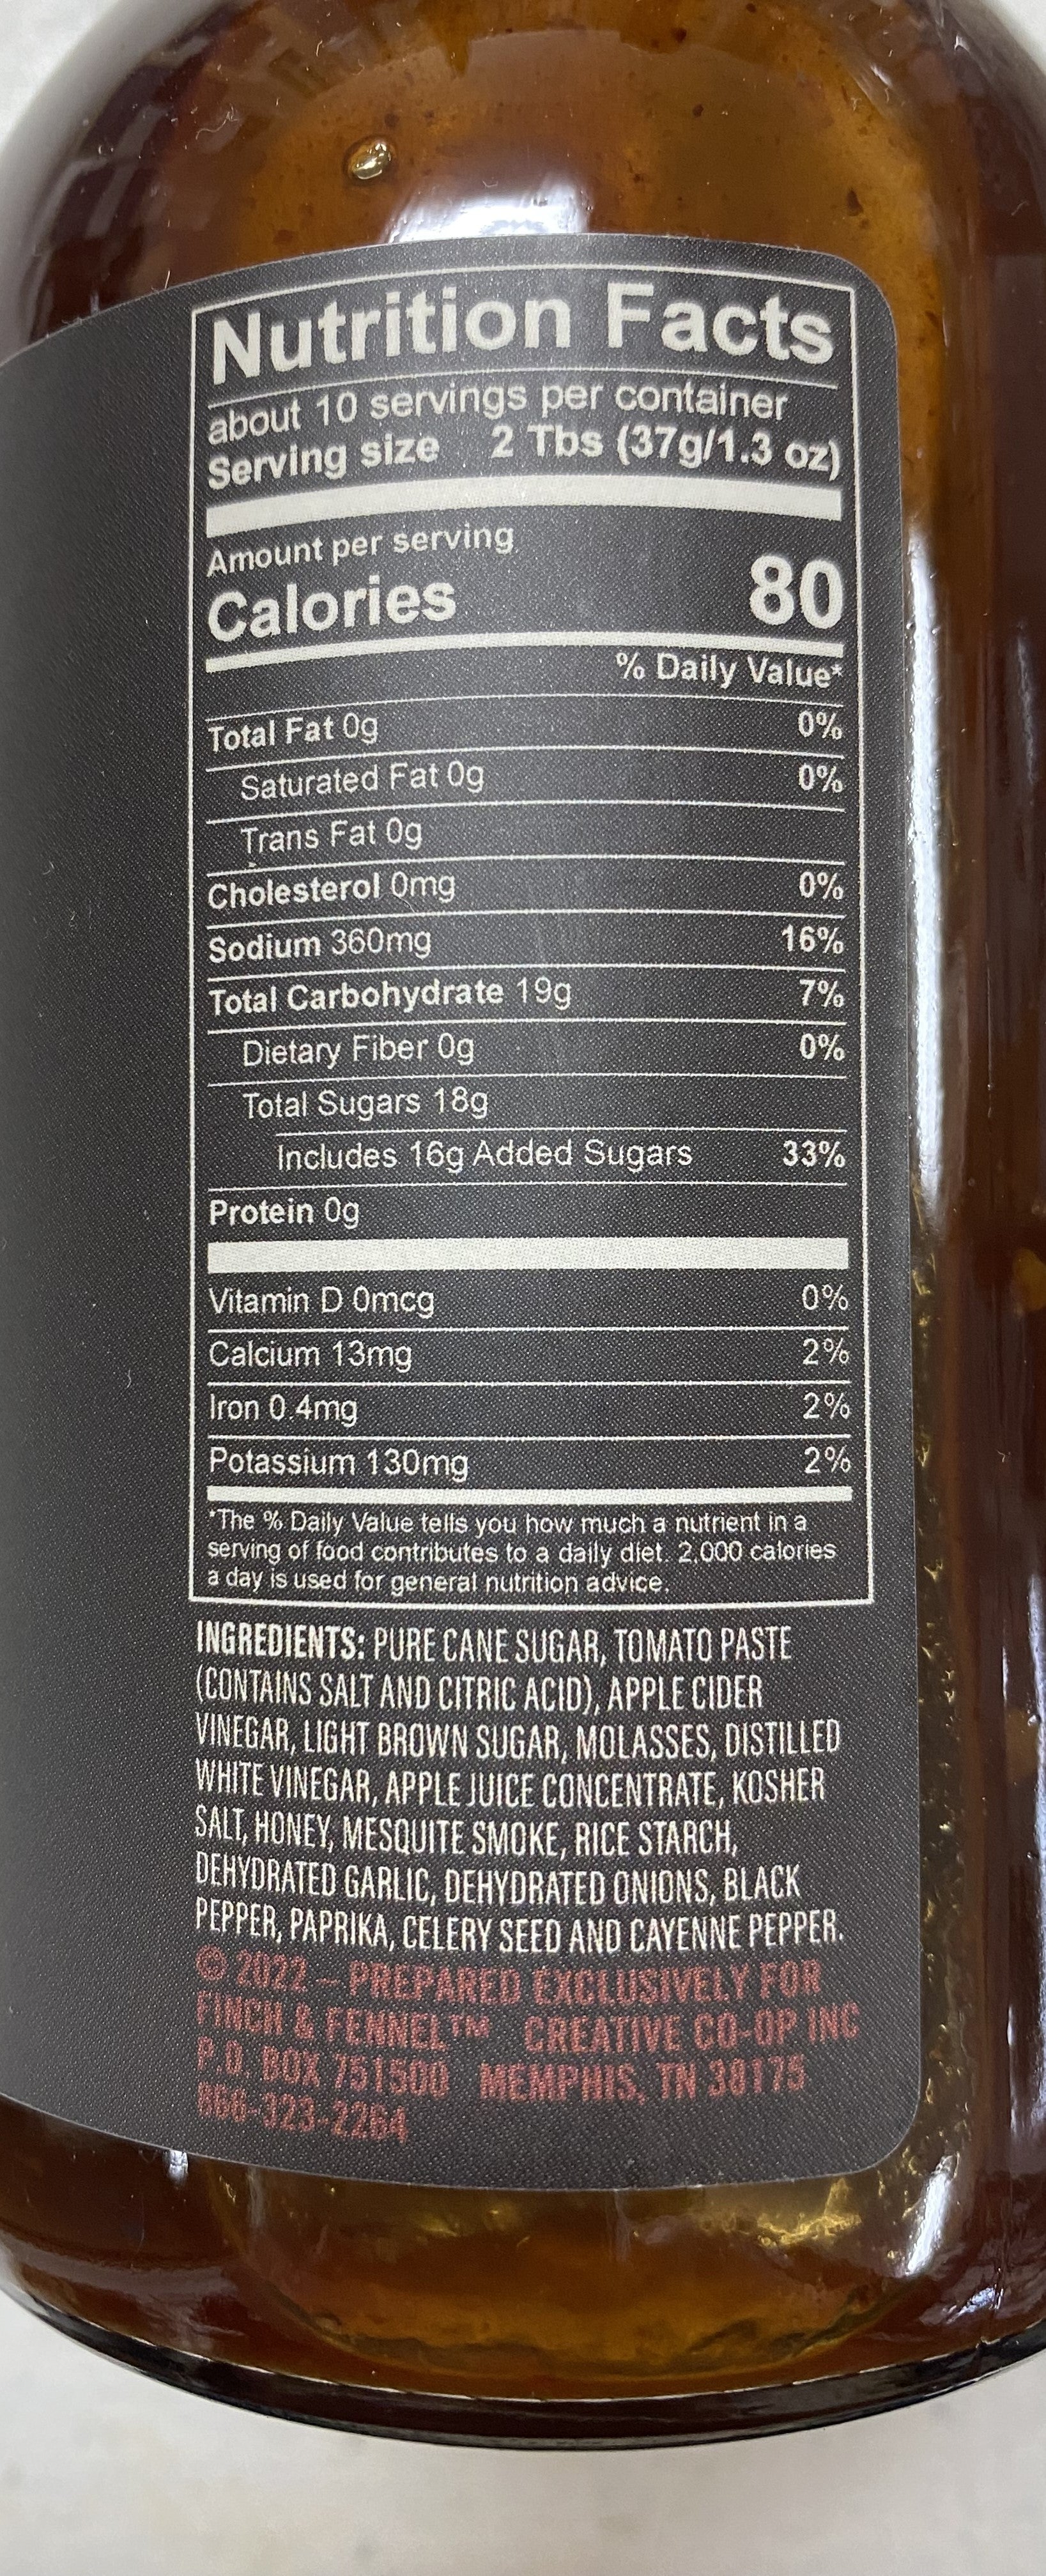 Nutrition Facts
about 10 servings per container
Serving size 2 Tbs (37g/1.3 oz)
Amount per serving
Calories 80
% Daily Value*
Total Fat 0g 0%
Saturated Fat 0g 0%
Trans Fat 0g
Cholesterol 0mg 0%
Sodium 360mg 16%
Total Carbohydrate 19g 7%
Dietary Fiber 0g 0%
Total Sugars 18g
Includes 16g Added Sugars 33%
Protein 0g
Vitamin D 0mcg 0%
Calcium 13mg 2%
Iron 0.4mg 2%
Potassium 130mg 2%
*The % Daily Value tells you how much a nutrient in a
serving of food contributes to a daily diet. 2,000 calories
a day is used for general nutrition advice.
INGREDIENTS: PURE CANE SUGAR, TOMATO PASTE
(CONTAINS SALT AND CITRIC ACID), APPLE CIDER
VINEGAR, LIGHT BROWN SUGAR, MOLASSES, DISTILLED
WHITE VINEGAR, APPLE JUICE CONCENTRATE, KOSHER
SALT, HONEY, MESQUITE SMOKE, RICE STARCH,
DEHYDRATED GARLIC, DEHYDRATED ONIONS, BLACK
PEPPER, PAPRIKA, CELERY SEED AND CAYENNE PEPPER.
© 2022 – PREPARED EXCLUSIVELY FOR
FINCH & FENNEL™ CREATIVE CO-OP INC
P.O. BOX 751500 MEMPHIS, TN 38175
866-323-2264